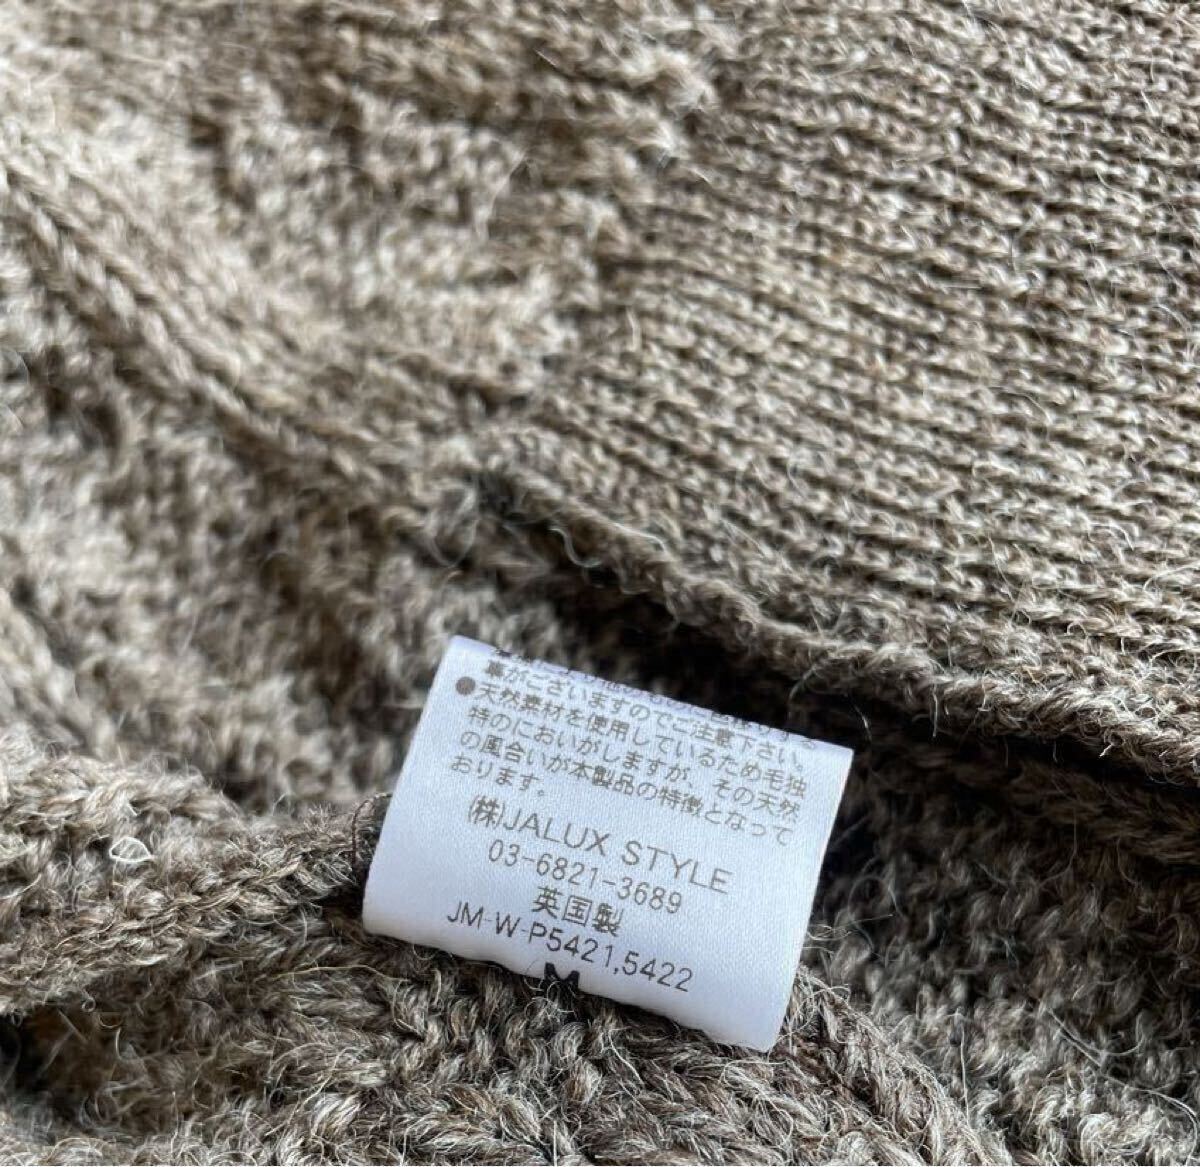 事がございますのでご注意下さい。
●天然素材を使用しているため毛独
特のにおいがしますが、その天然
の風合いが本製品の特徴となって
おります。
㈱JALUX STYLE
03-6821-3689
英国製
JM-W-P5421,5422
M